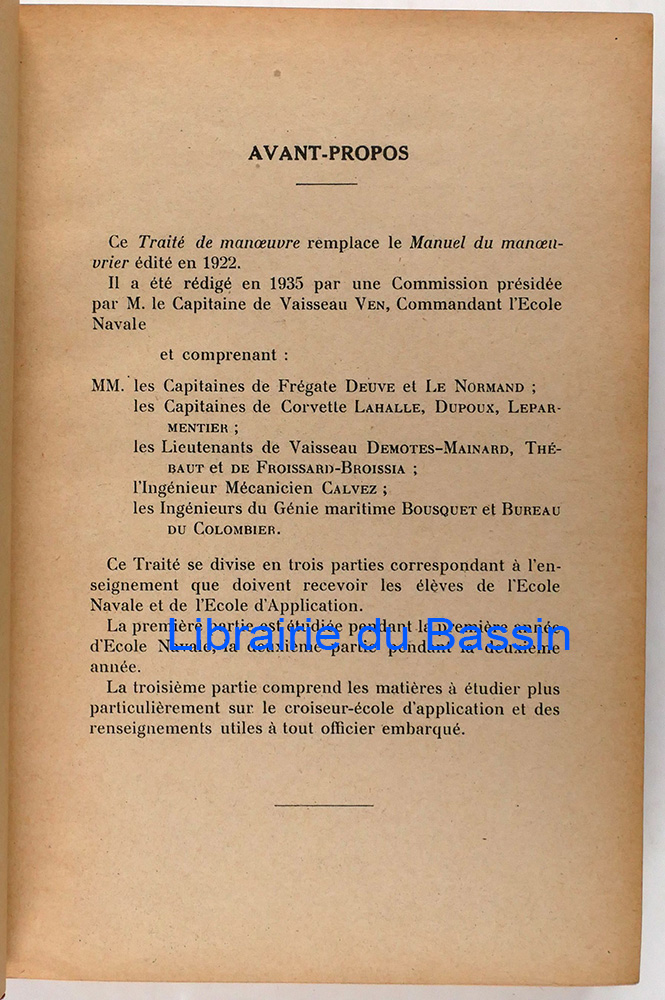 AVANT-PROPOS
Ce Traité de manœuvre remplace le Manuel du manœu-
vrier édité en 1922.
Il a été rédigé en 1935 par une Commission présidée
par M. le Capitaine de Vaisseau VEN, Commandant l'Ecole
Navale
et comprenant :
MM. les Capitaines de Frégate DEUVE et LE NORMAND ;
les Capitaines de Corvette LAHALLE, DUPOUX, LEPAR-
MENTIER ;
les Lieutenants de Vaisseau DEMOTES-MAINARD, THÉ-
BAUT et DE FROISSARD-BROISSIA ;
l'Ingénieur Mécanicien CALVEZ ;
les Ingénieurs du Génie maritime BOUSQUET et BUREAU
DU COLOMBIER.
Ce Traité se divise en trois parties correspondant à l'en-
seignement que doivent recevoir les élèves de l'Ecole
Navale et de l'Ecole d'Application.
La première partie est étudiée pendant la première année
d'Ecole Navale, la deuxième partie pendant la deuxième
année.
Librairie du Bassin
La troisième partie comprend les matières à étudier plus
particulièrement sur le croiseur-école d'application et des
renseignements utiles à tout officier embarqué.